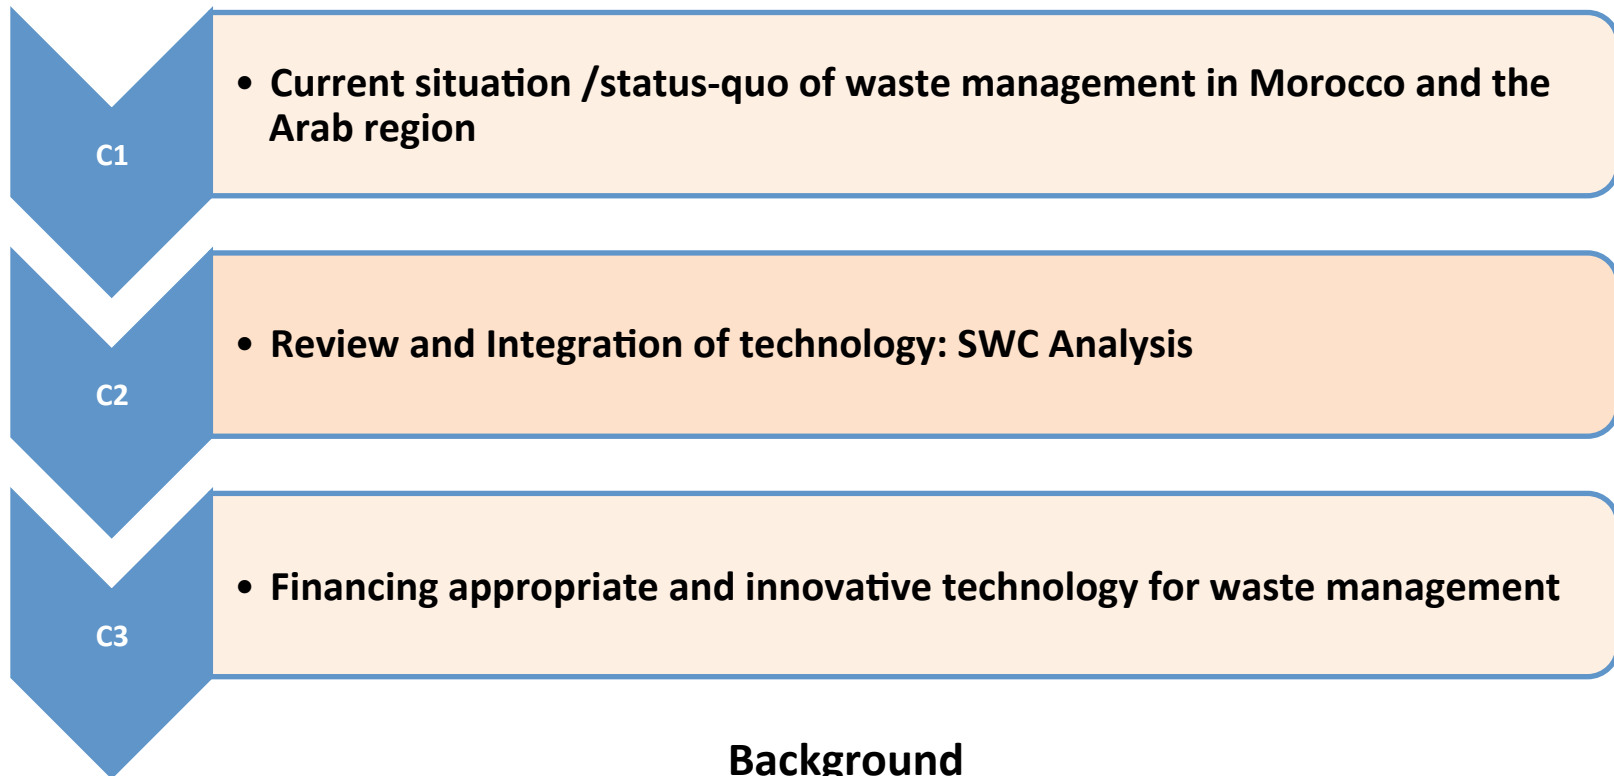 C1
• Current situation /status-quo of waste management in Morocco and the
Arab region
C2
• Review and Integration of technology: SWC Analysis
C3
• Financing appropriate and innovative technology for waste management
Background